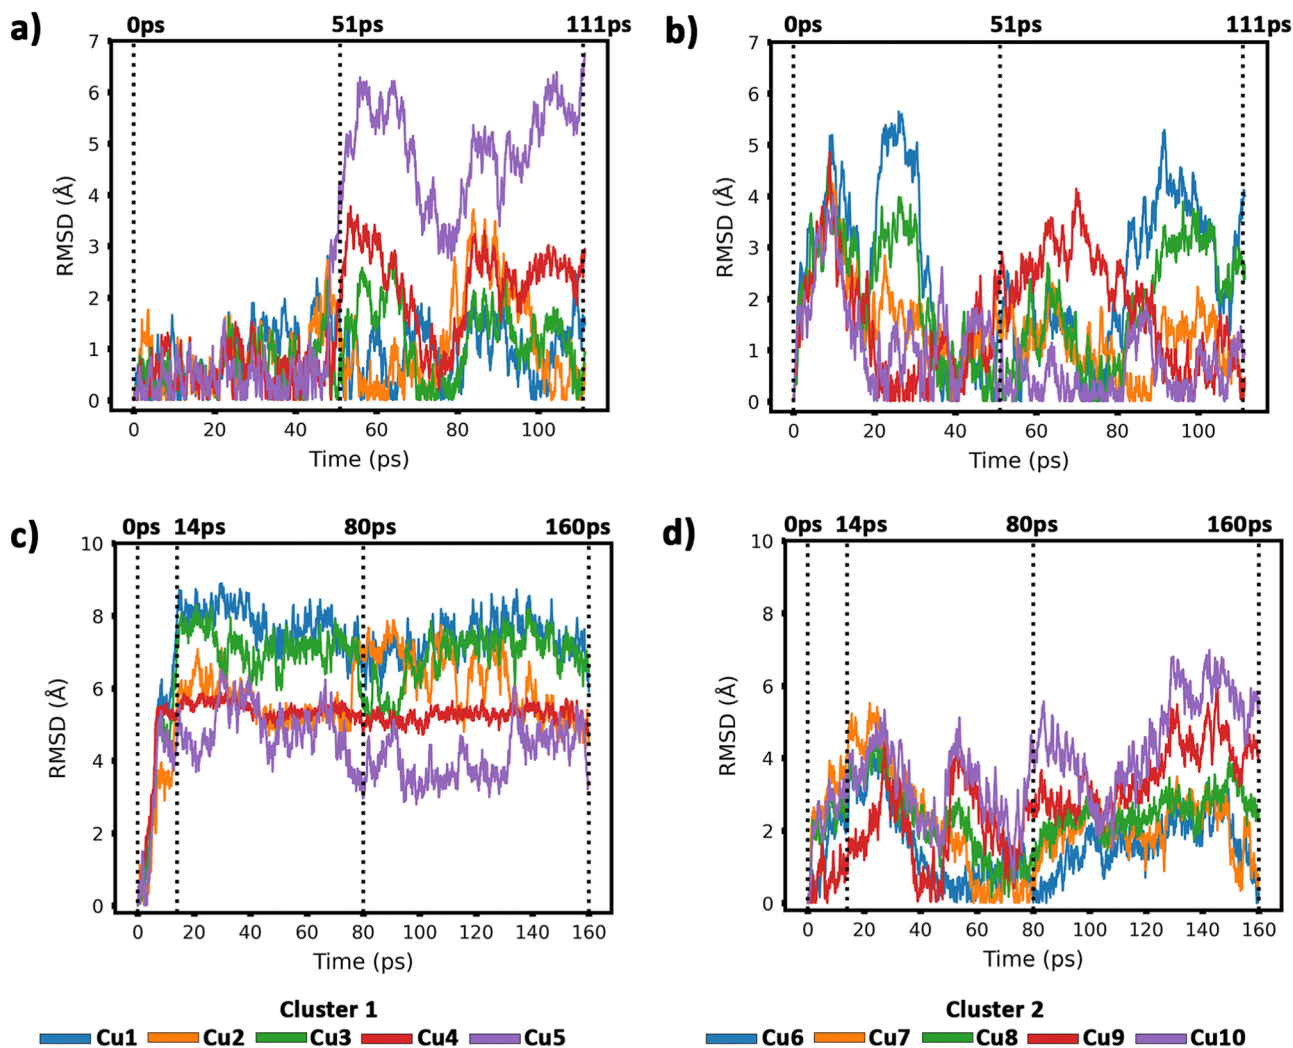 a)
0ps 51ps 111ps
7
6
5
4
3
2
1
0
RMSD (Å)
0 20 40 60 80 100
Time (ps)
b)
0ps 51ps 111ps
7
6
5
4
3
2
1
0
RMSD (Å)
0 20 40 60 80 100
Time (ps)
c)
0ps 14ps 80ps 160ps
10
8
6
4
2
0
RMSD (Å)
0 20 40 60 80 100 120 140 160
Time (ps)
d)
0ps 14ps 80ps 160ps
10
8
6
4
2
0
RMSD (Å)
0 20 40 60 80 100 120 140 160
Time (ps)
Cluster 1
Cu1 Cu2 Cu3 Cu4 Cu5
Cluster 2
Cu6 Cu7 Cu8 Cu9 Cu10